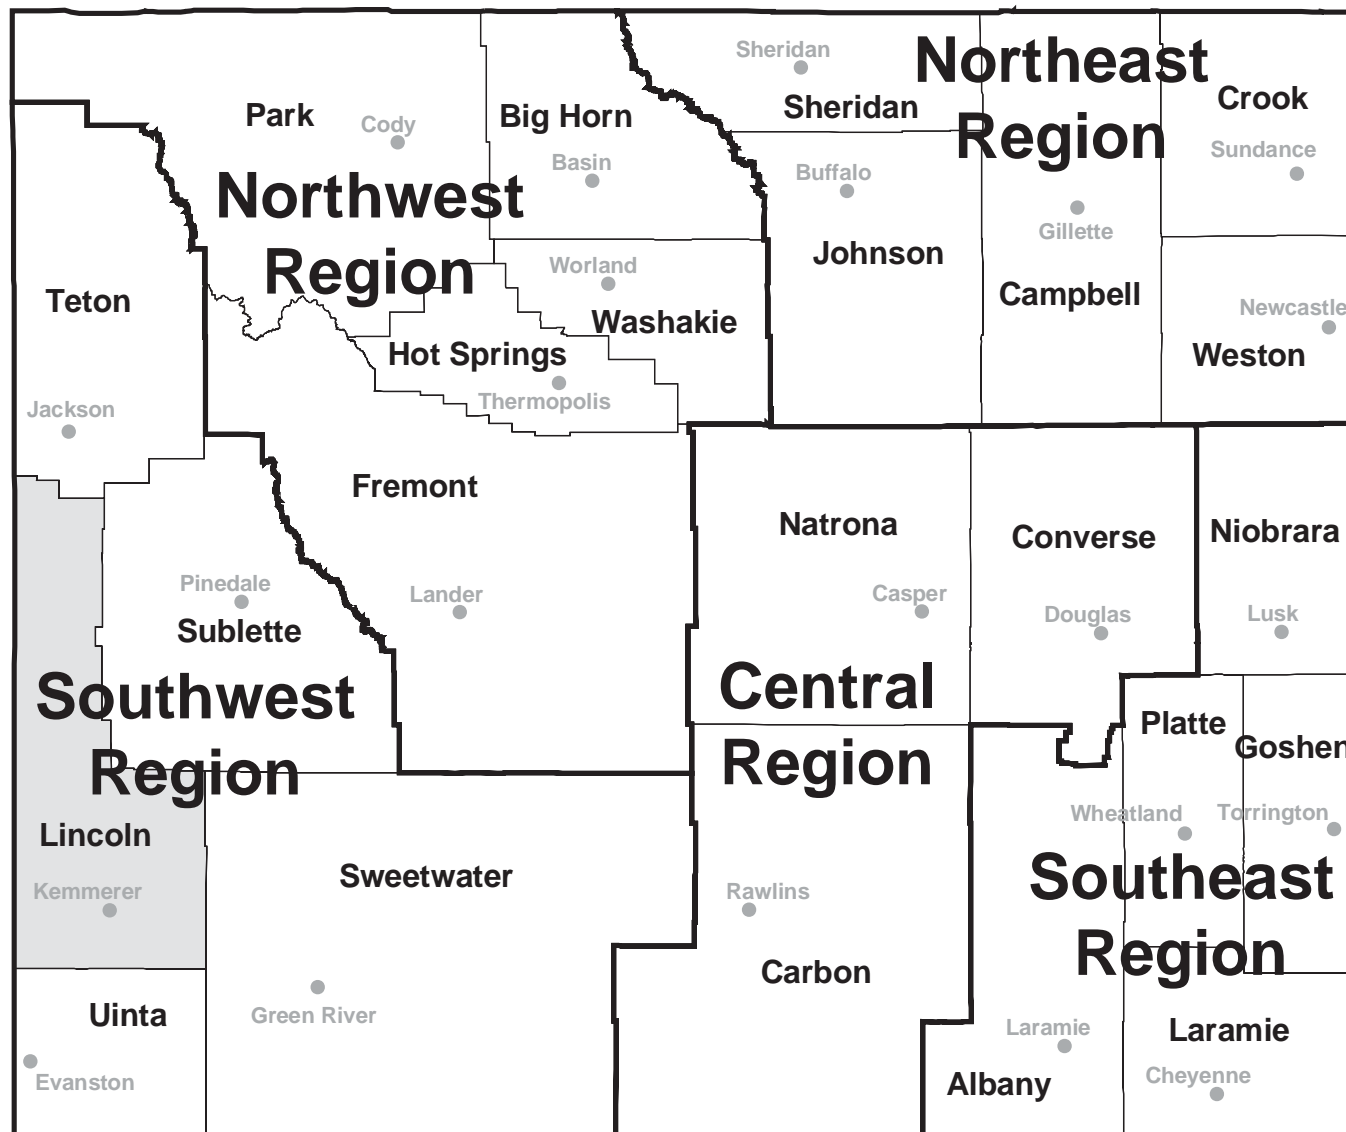 Sheridan
Northeast
Region
Crook
Park
Cody
Big Horn
Sheridan
Basin
Buffalo
Sundance
Northwest
Region
Gillette
Johnson
Worland
Teton
Campbell
Newcastle
Washakie
Hot Springs
Weston
Thermopolis
Jackson
Fremont
Natrona
Converse
Niobrara
Pinedale
Lander
Casper
Douglas
Lusk
Sublette
Southwest
Region
Central
Region
Platte
Goshen
Wheatland
Torrington
Lincoln
Kemmerer
Sweetwater
Rawlins
Southeast
Region
Carbon
Uinta
Green River
Laramie
Laramie
Evanston
Albany
Cheyenne